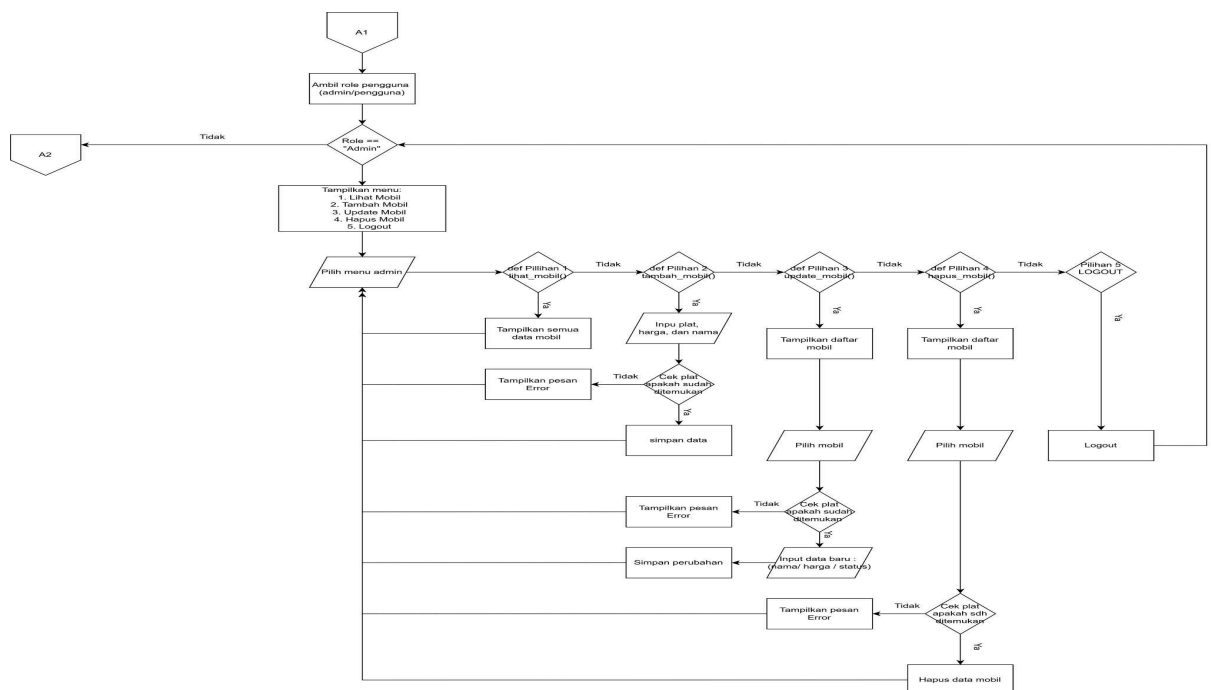 A1
Ambil role pengguna
(admin/pengguna)
Tidak
Role ==
"Admin"
A2
Tampilkan menu:
1. Lihat Mobil
2. Tambah Mobil
3. Update Mobil
4. Hapus Mobil
5. Logout
Pilih menu admin
def Pilihan 1
lihat_mobil()
Tidak
def Pilihan 2
tambah_mobil()
Tidak
def Pilihan 3
update_mobil()
Tidak
def Pilihan 4
hapus_mobil()
Tidak
Pilihan 5
LOGOUT
Ya
Ya
Ya
Ya
Ya
Tampilkan semua
data mobil
Inpu plat,
harga, dan nama
Tampilkan daftar
mobil
Tampilkan daftar
mobil
Tampilkan pesan
Error
Tidak
Cek plat
apakah sudah
ditemukan
Ya
simpan data
Pilih mobil
Pilih mobil
Logout
Tampilkan pesan
Error
Tidak
Cek plat
apakah sudah
ditemukan
Ya
Simpan perubahan
Input data baru :
(nama/ harga / status)
Tampilkan pesan
Error
Tidak
Cek plat
apakah sdh
ditemukan
Ya
Hapus data mobil